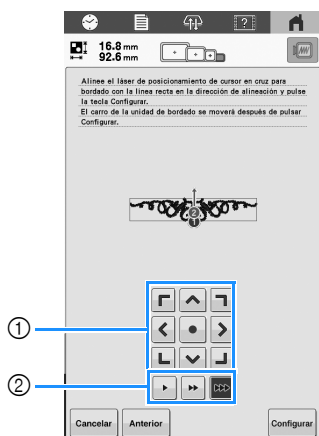 16.8 mm
92.6 mm
Alinee el láser de posicionamiento de cursor en cruz para
bordado con la línea recta en la dirección de alineación y pulse
la tecla Configurar.
El carro de la unidad de bordado se moverá después de pulsar
Configurar.
2
1
①
②
Cancelar Anterior Configurar